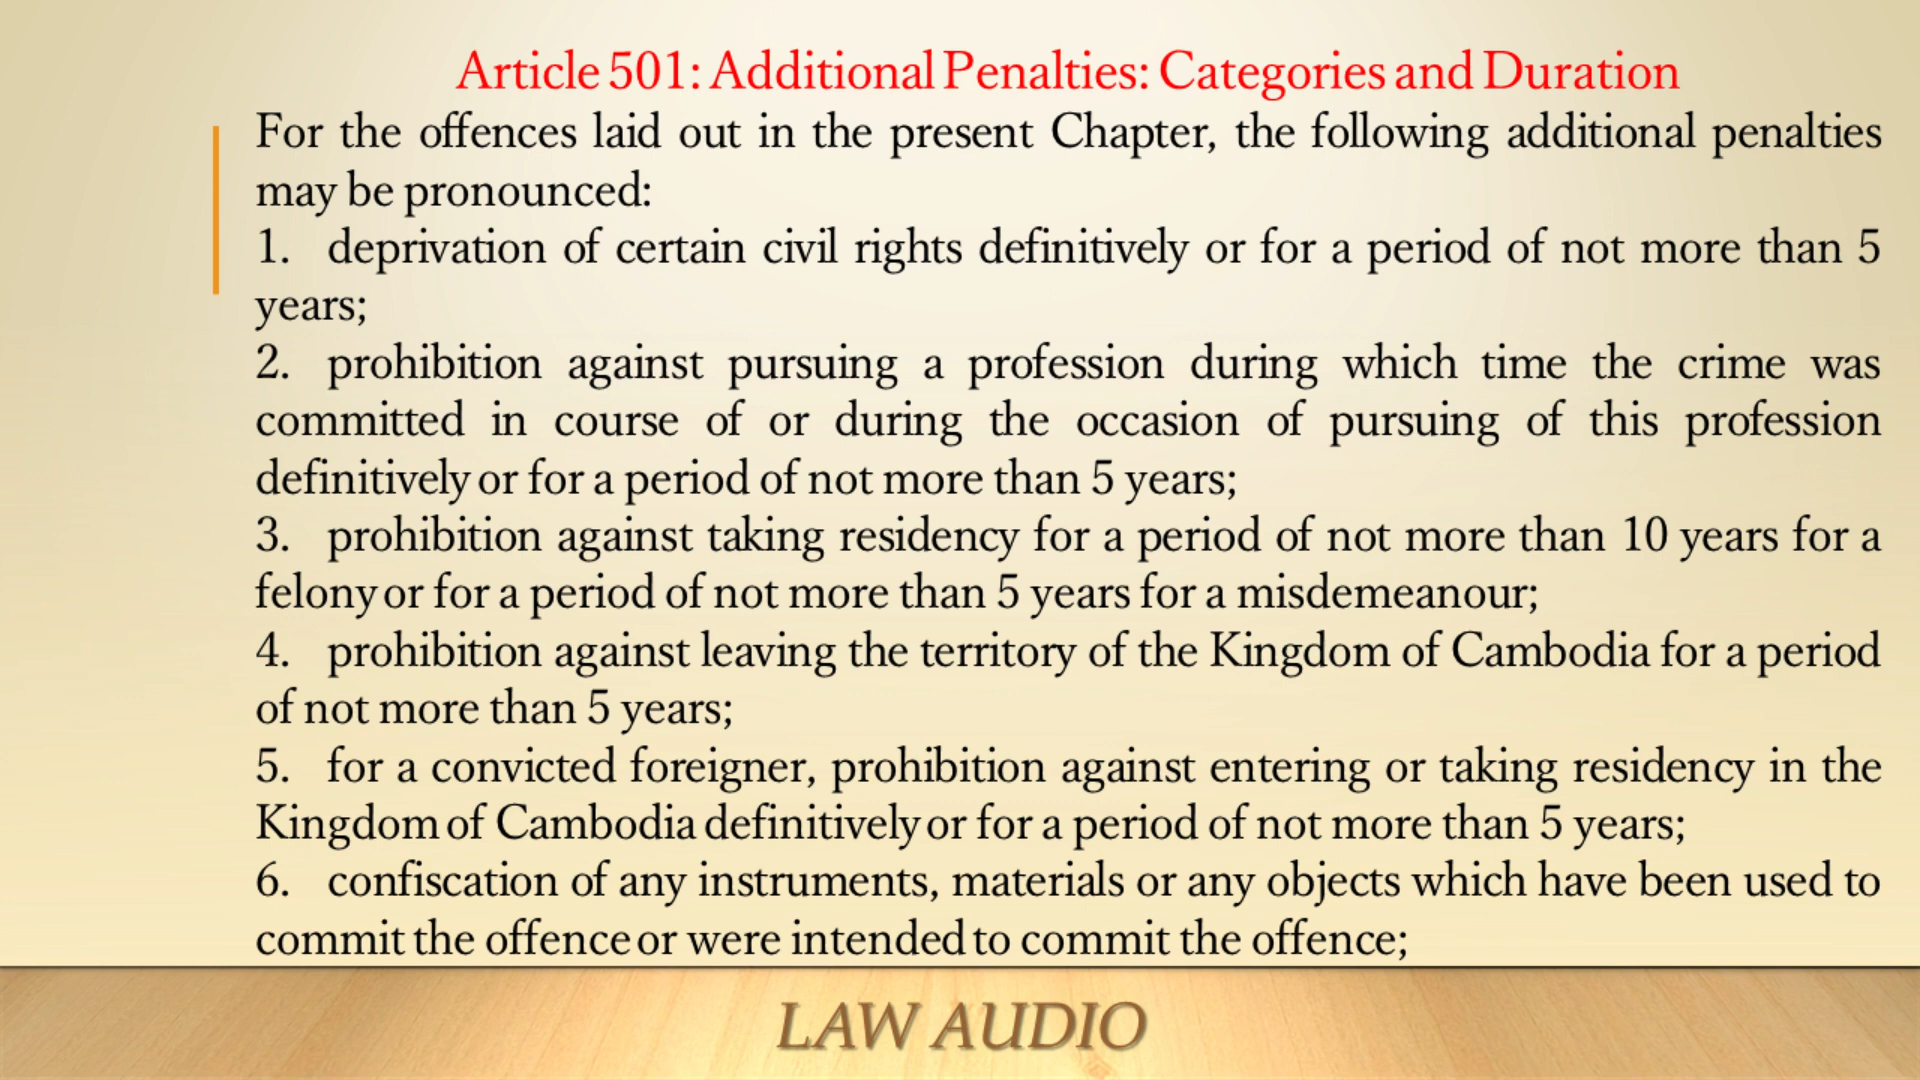 Article 501: Additional Penalties: Categories and Duration
For the offences laid out in the present Chapter, the following additional penalties
may be pronounced:
1. deprivation of certain civil rights definitively or for a period of not more than 5
years;
2. prohibition against pursuing a profession during which time the crime was
committed in course of or during the occasion of pursuing of this profession
definitively or for a period of not more than 5 years;
3. prohibition against taking residency for a period of not more than 10 years for a
felony or for a period of not more than 5 years for a misdemeanour;
4. prohibition against leaving the territory of the Kingdom of Cambodia for a period
of not more than 5 years;
5. for a convicted foreigner, prohibition against entering or taking residency in the
Kingdom of Cambodia definitively or for a period of not more than 5 years;
6. confiscation of any instruments, materials or any objects which have been used to
commit the offence or were intended to commit the offence;
LAW AUDIO